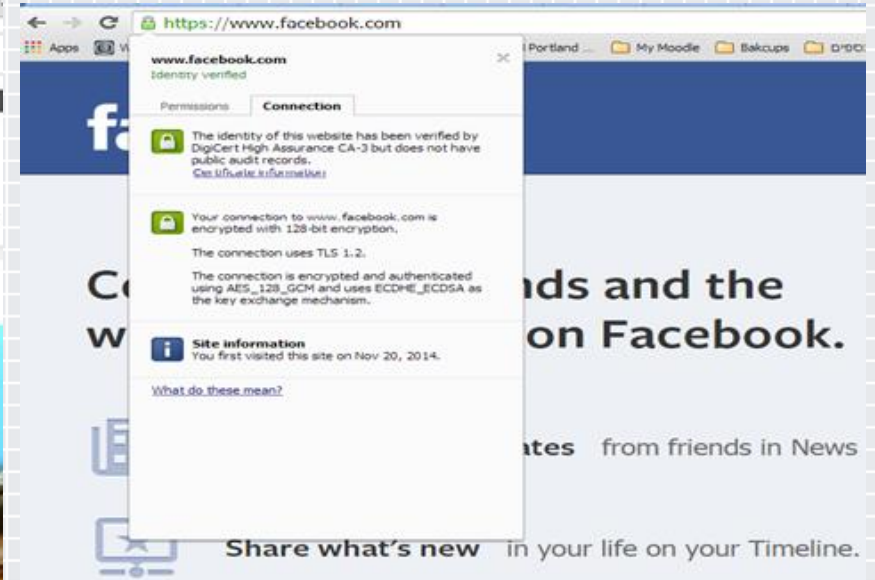 https://www.facebook.com
Apps Portland ... My Moodle Bakcups
www.facebook.com
Identity verified
Permissions Connection
The identity of this website has been verified by
DigiCert High Assurance CA-3 but does not have
public audit records.
Certificate information
Your connection to www.facebook.com is
encrypted with 128-bit encryption.
The connection uses TLS 1.2.
The connection is encrypted and authenticated
using AES_128_GCM and uses ECDHE_ECDSA as
the key exchange mechanism.
Site information
You first visited this site on Nov 20, 2014.
What do these mean?
and the
on Facebook.
from friends in News
Share what's new in your life on your Timeline.